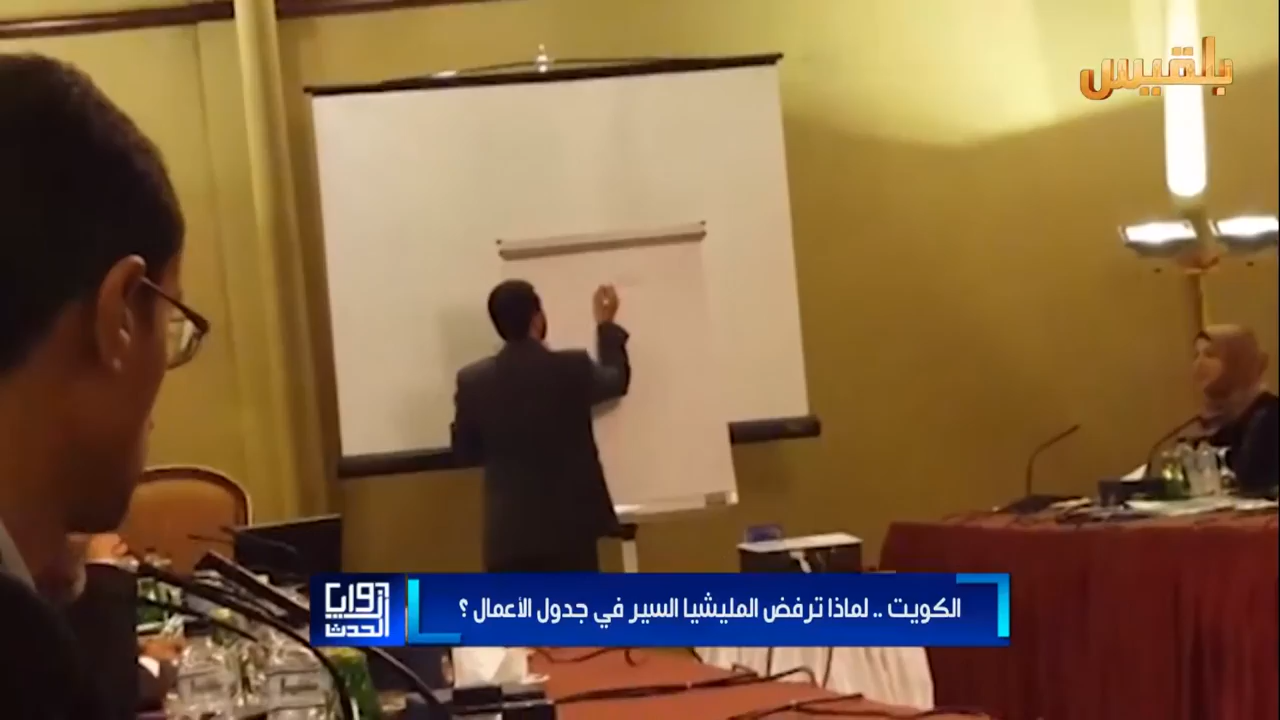 بلقيس
زوايا الحدث
الكويت .. لماذا ترفض المليشيا السير في جدول الأعمال ؟